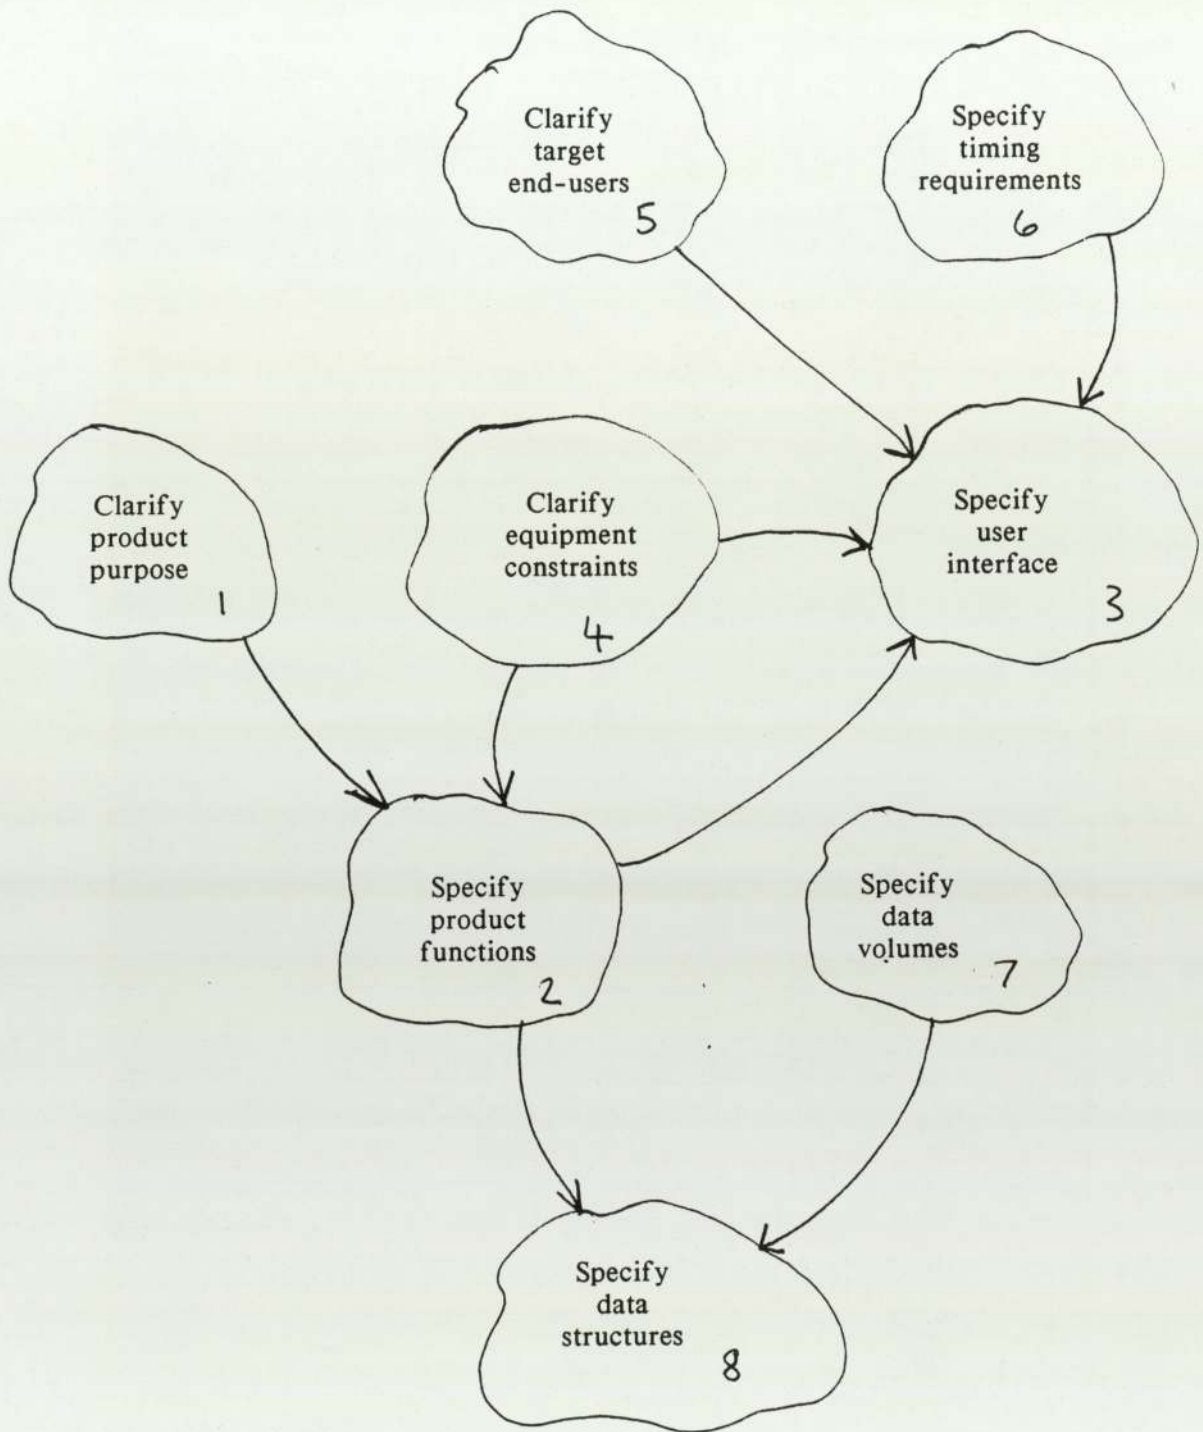 Clarify
target
end-users
5
Specify
timing
requirements
6
Clarify
product
purpose
1
Clarify
equipment
constraints
4
Specify
user
interface
3
Specify
product
functions
2
Specify
data
volumes
7
Specify
data
structures
8